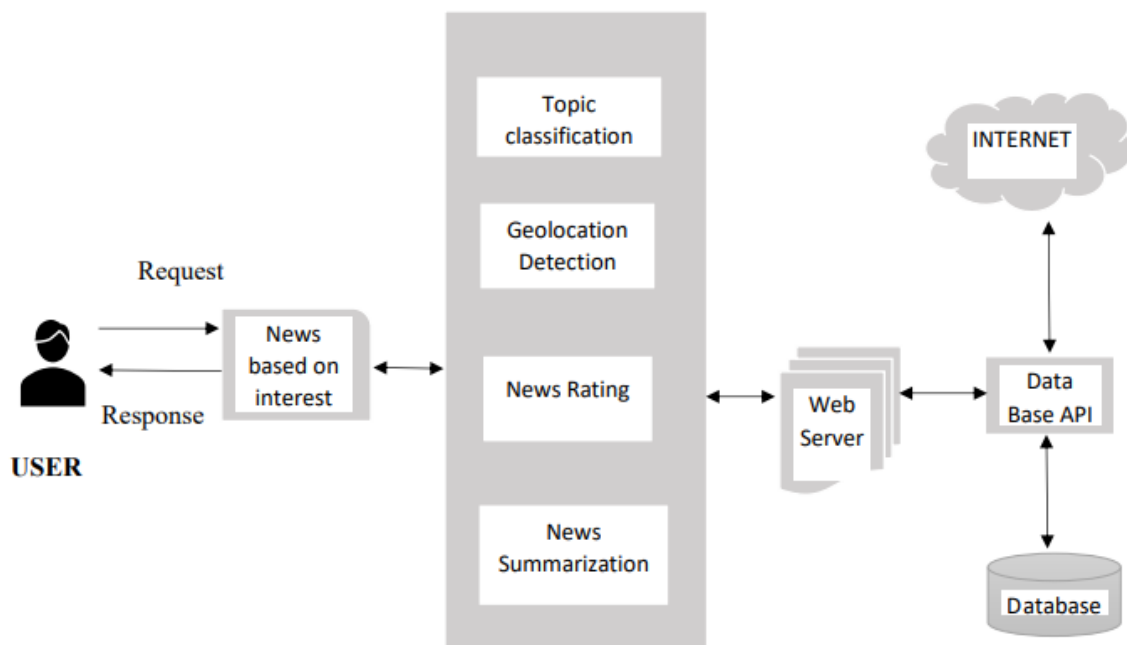 Request
Response
USER
News
based on
interest
Topic
classification
Geolocation
Detection
News Rating
News
Summarization
Web
Server
INTERNET
Data
Base API
Database